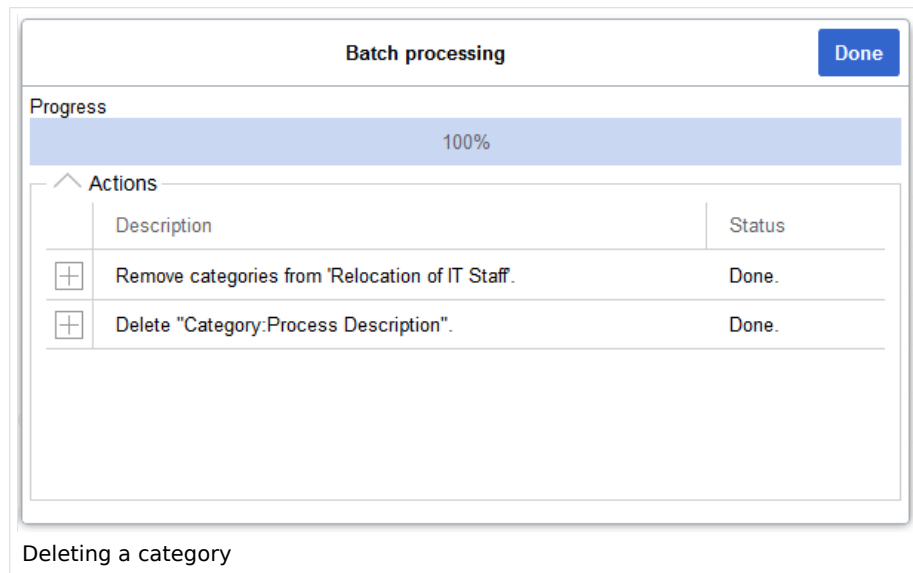 Batch processing
Done
Progress
100%
Actions
Description Status
Remove categories from 'Relocation of IT Staff'. Done.
Delete "Category:Process Description". Done.
Deleting a category